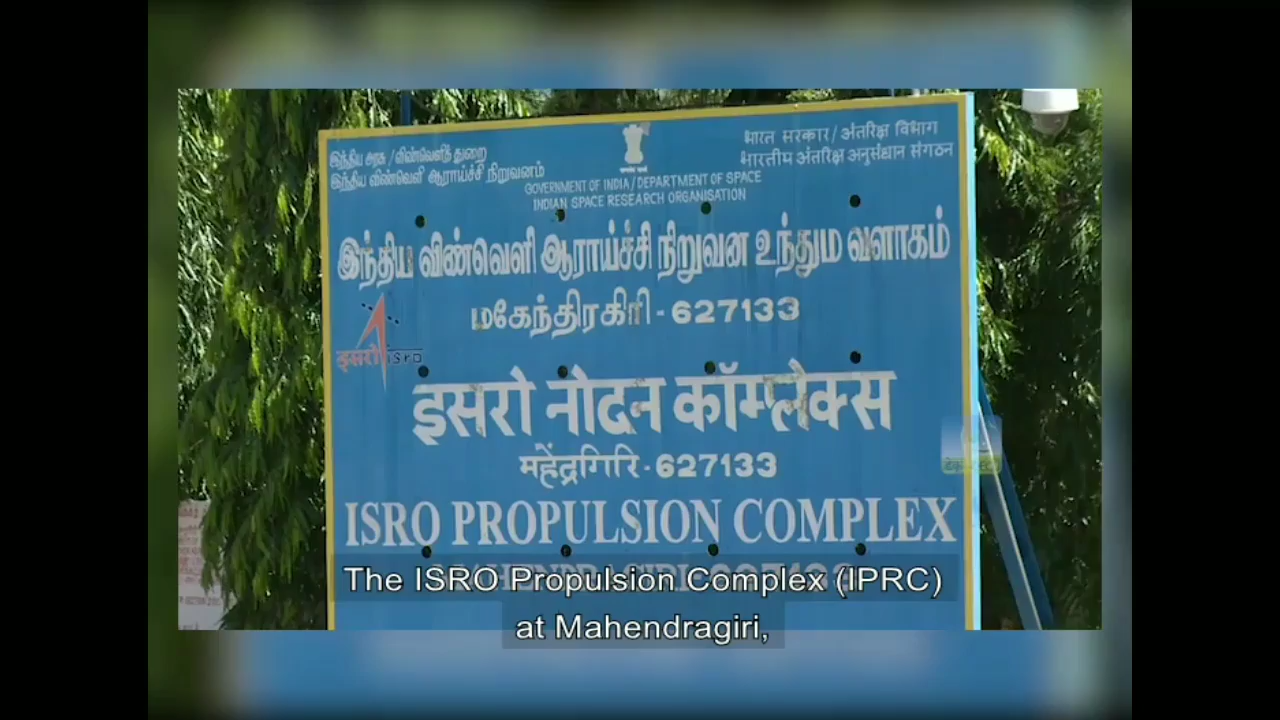 இந்திய அரசு / விண்வெளித் துறை
இந்திய விண்வெளி ஆராய்ச்சி நிறுவனம்
भारत सरकार / अंतरिक्ष विभाग
भारतीय अंतरिक्ष अनुसंधान संगठन
GOVERNMENT OF INDIA / DEPARTMENT OF SPACE
INDIAN SPACE RESEARCH ORGANISATION
இந்திய விண்வெளி ஆராய்ச்சி நிறுவன உந்தும வளாகம்
மகேந்திரகிரி - 627133
इसरो isro
इसरो नोदन कॉम्प्लेक्स
महेंद्रगिरि - 627133
ISRO PROPULSION COMPLEX
The ISRO Propulsion Complex (IPRC)
at Mahendragiri,